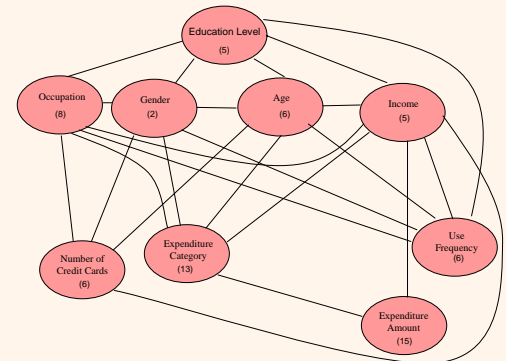 Education Level
(5)
Occupation
(8)
Gender
(2)
Age
(6)
Income
(5)
Number of
Credit Cards
(6)
Expenditure
Category
(13)
Use
Frequency
(6)
Expenditure
Amount
(15)